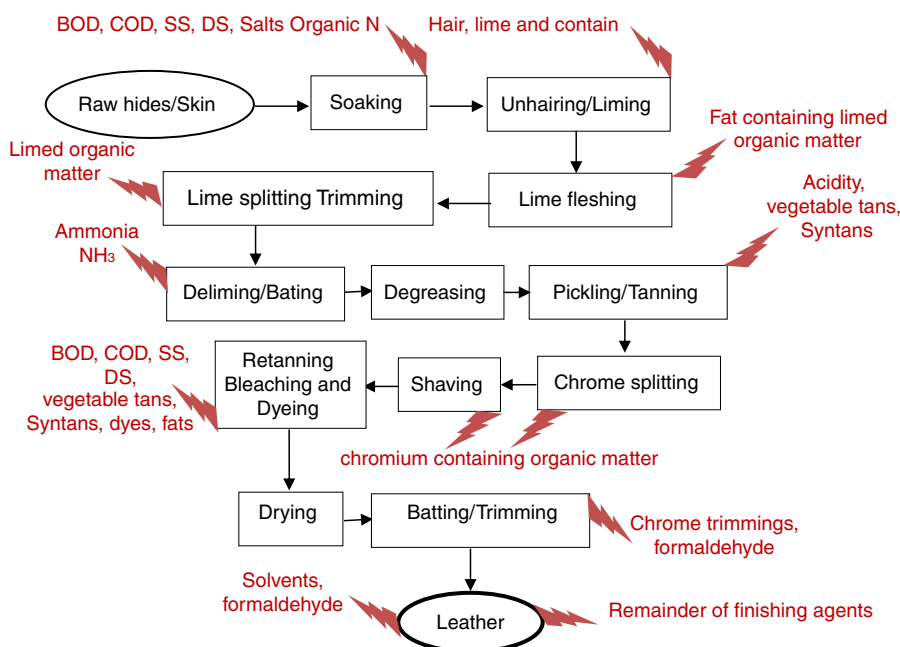 BOD, COD, SS, DS, Salts Organic N
Hair, lime and contain
Raw hides/Skin
Soaking
Unhairing/Liming
Fat containing limed
organic matter
Limed organic
matter
Lime splitting Trimming
Lime fleshing
Acidity,
vegetable tans,
Syntans
Ammonia
NH₃
Deliming/Bating
Degreasing
Pickling/Tanning
BOD, COD, SS,
DS,
vegetable tans,
Syntans, dyes, fats
Retanning
Bleaching and
Dyeing
Shaving
Chrome splitting
chromium containing organic matter
Drying
Batting/Trimming
Chrome trimmings,
formaldehyde
Solvents,
formaldehyde
Leather
Remainder of finishing agents